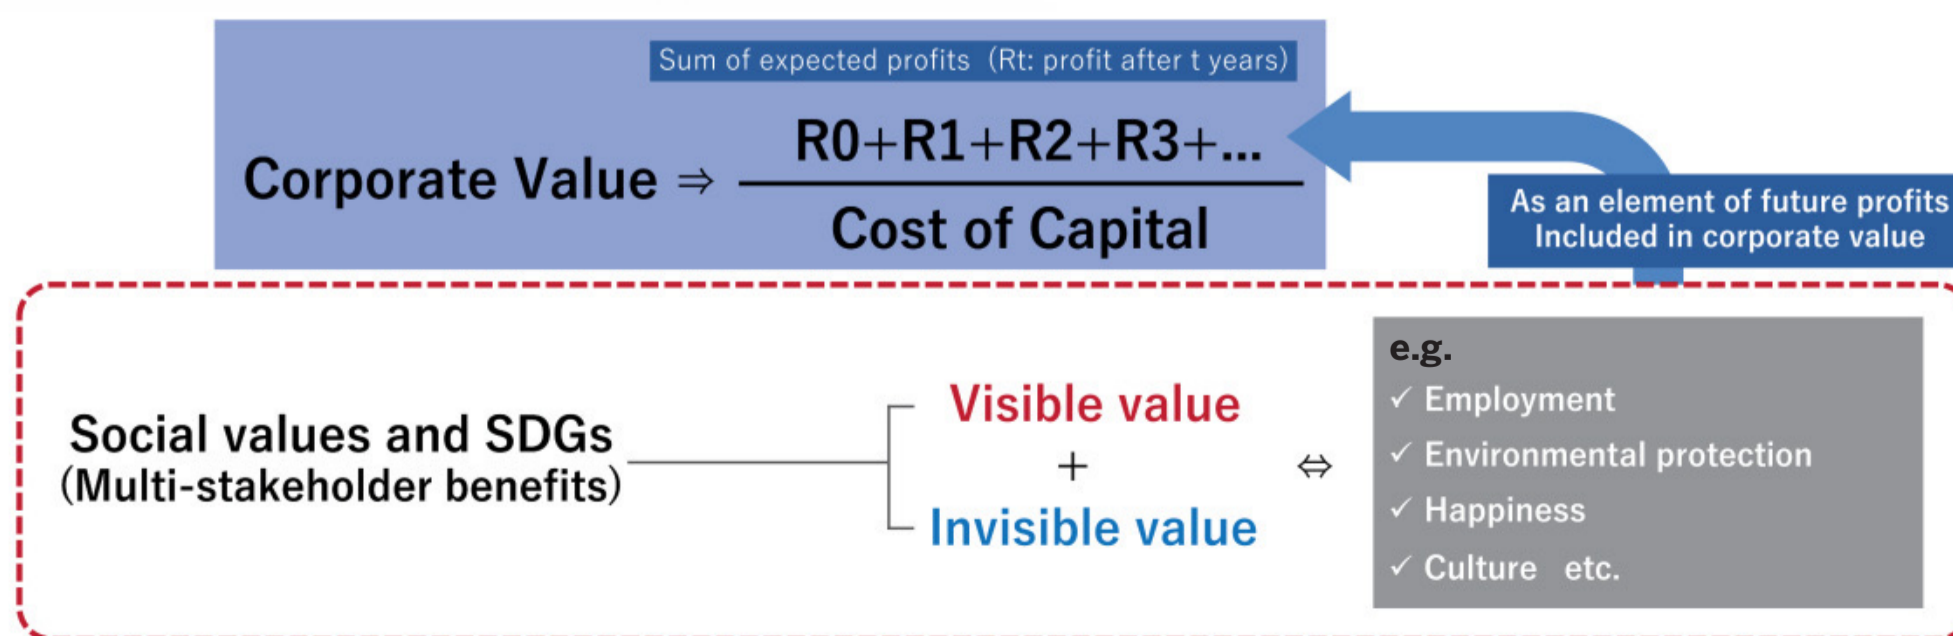 Sum of expected profits (Rt: profit after t years)
Corporate Value ⇒
R0+R1+R2+R3+...
Cost of Capital
As an element of future profits
Included in corporate value
Social values and SDGs
(Multi-stakeholder benefits)
Visible value
+
Invisible value
⇔
e.g.
✓ Employment
✓ Environmental protection
✓ Happiness
✓ Culture etc.